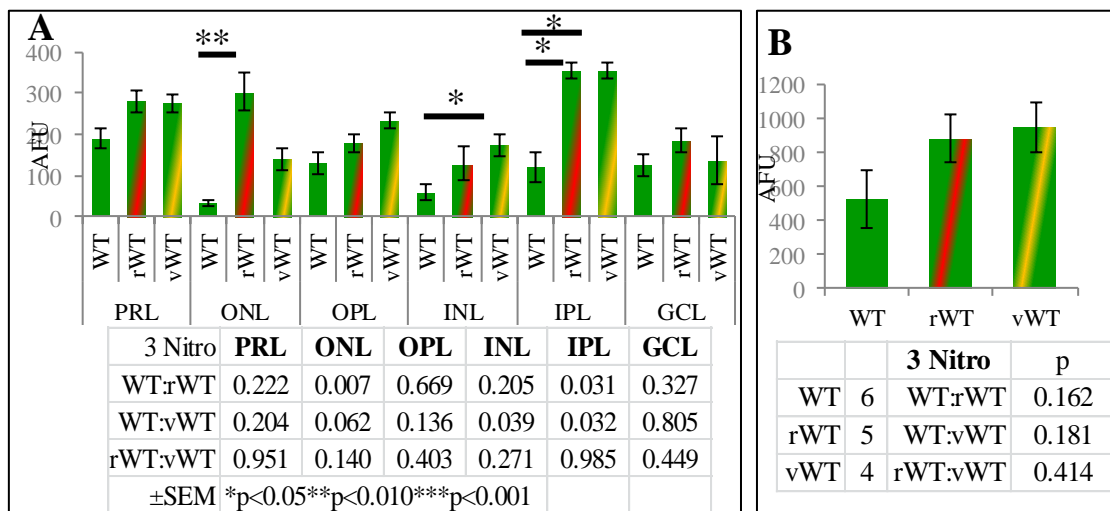 A
** * * *
400
300
200
100
0
AFU
WT rWT vWT WT rWT vWT WT rWT vWT WT rWT vWT WT rWT vWT WT rWT vWT
PRL ONL OPL INL IPL GCL
3 Nitro PRL ONL OPL INL IPL GCL
WT:rWT 0.222 0.007 0.669 0.205 0.031 0.327
WT:vWT 0.204 0.062 0.136 0.039 0.032 0.805
rWT:vWT 0.951 0.140 0.403 0.271 0.985 0.449
±SEM *p<0.05**p<0.010***p<0.001
B
1200
1000
800
600
400
200
0
AFU
WT rWT vWT
3 Nitro p
WT 6 WT:rWT 0.162
rWT 5 WT:vWT 0.181
vWT 4 rWT:vWT 0.414